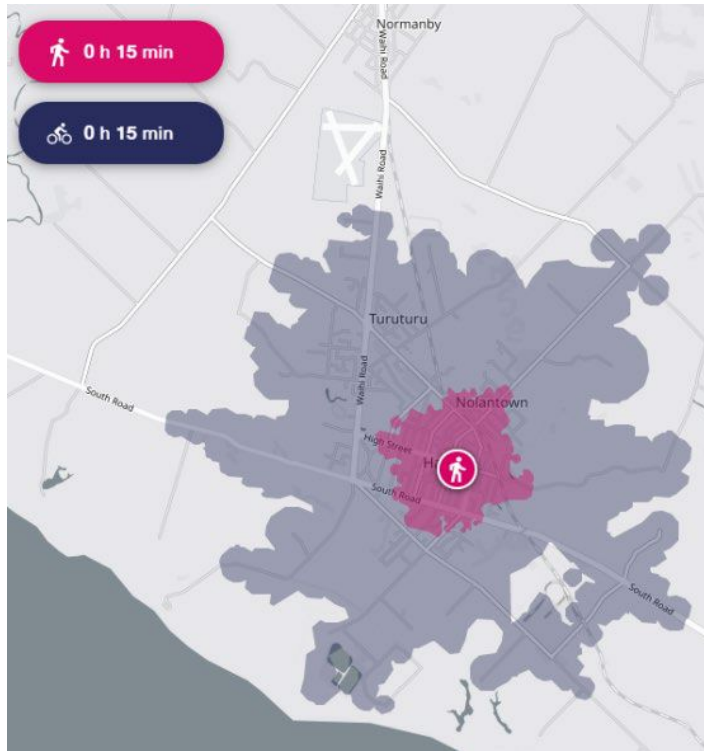 Normanby
0 h 15 min
Waihi Road
0 h 15 min
Waihi Road
Turuturu
Waihi Road
South Road
Nolantown
High Street
South Road
South Road